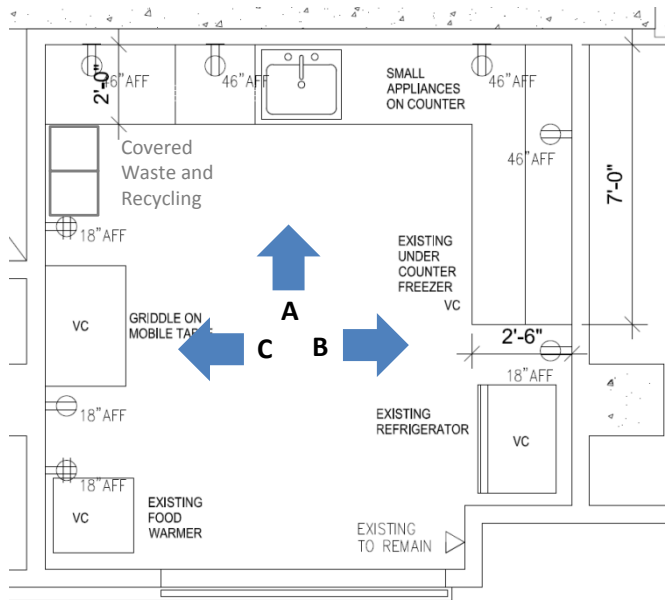 46"AFF
46"AFF
SMALL
APPLIANCES
ON COUNTER
46"AFF
2'-0"
46"AFF
7'-0"
Covered
Waste and
Recycling
18"AFF
EXISTING
UNDER
COUNTER
FREEZER
VC
A
VC
GRIDDLE ON
MOBILE TABLE
C
B
2'-6"
18"AFF
18"AFF
EXISTING
REFRIGERATOR
VC
18"AFF
VC
EXISTING
FOOD
WARMER
EXISTING
TO REMAIN